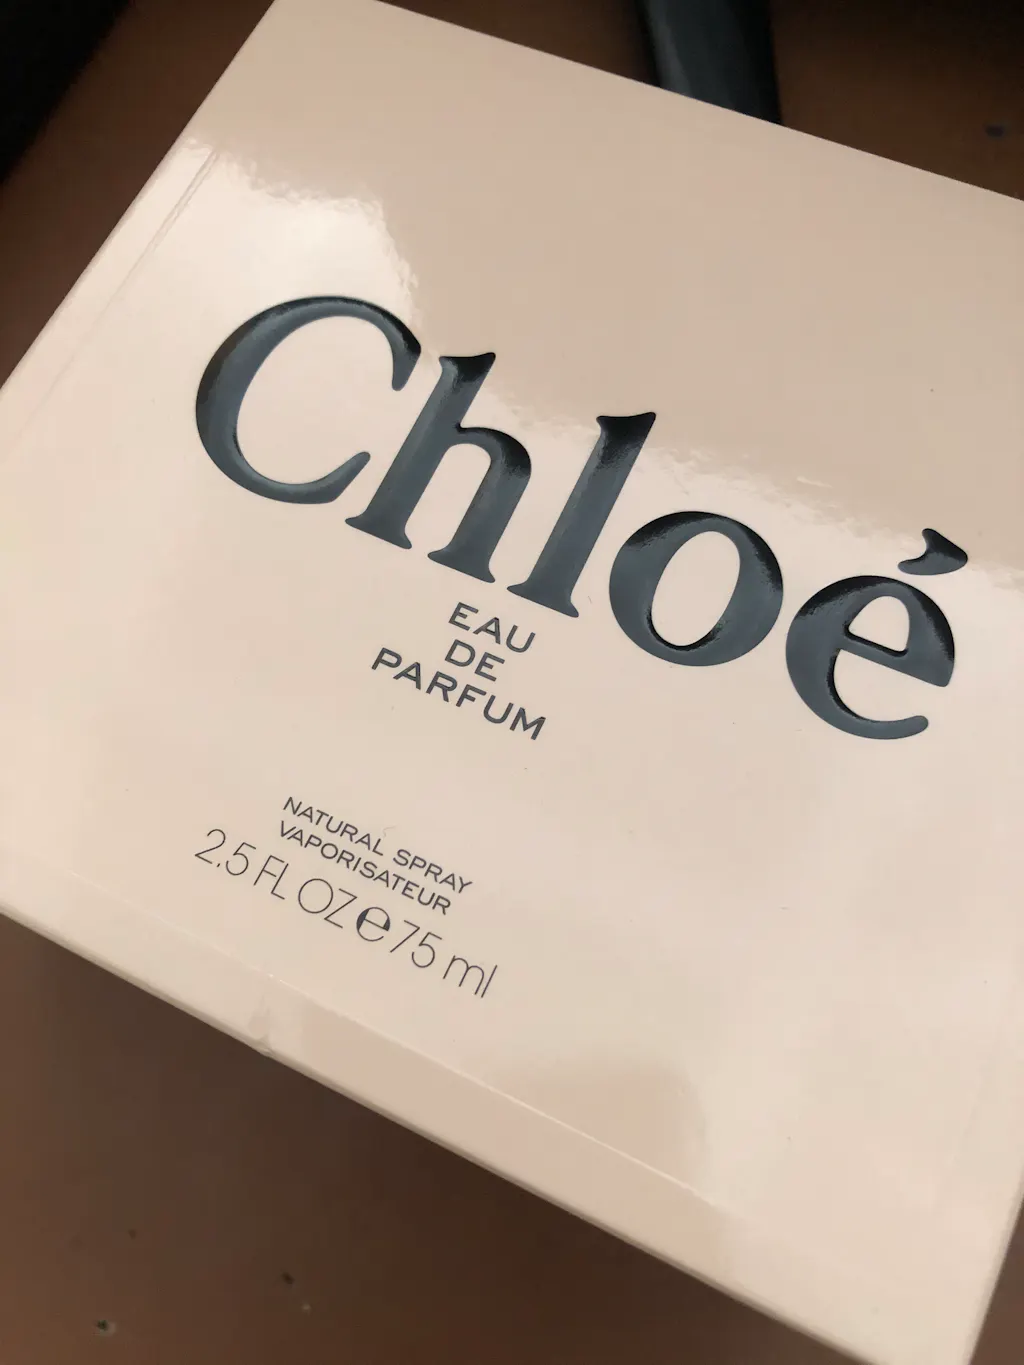 Chloé
EAU
DE
PARFUM
NATURAL SPRAY
VAPORISATEUR
2.5 FL OZ ℮ 75 ml